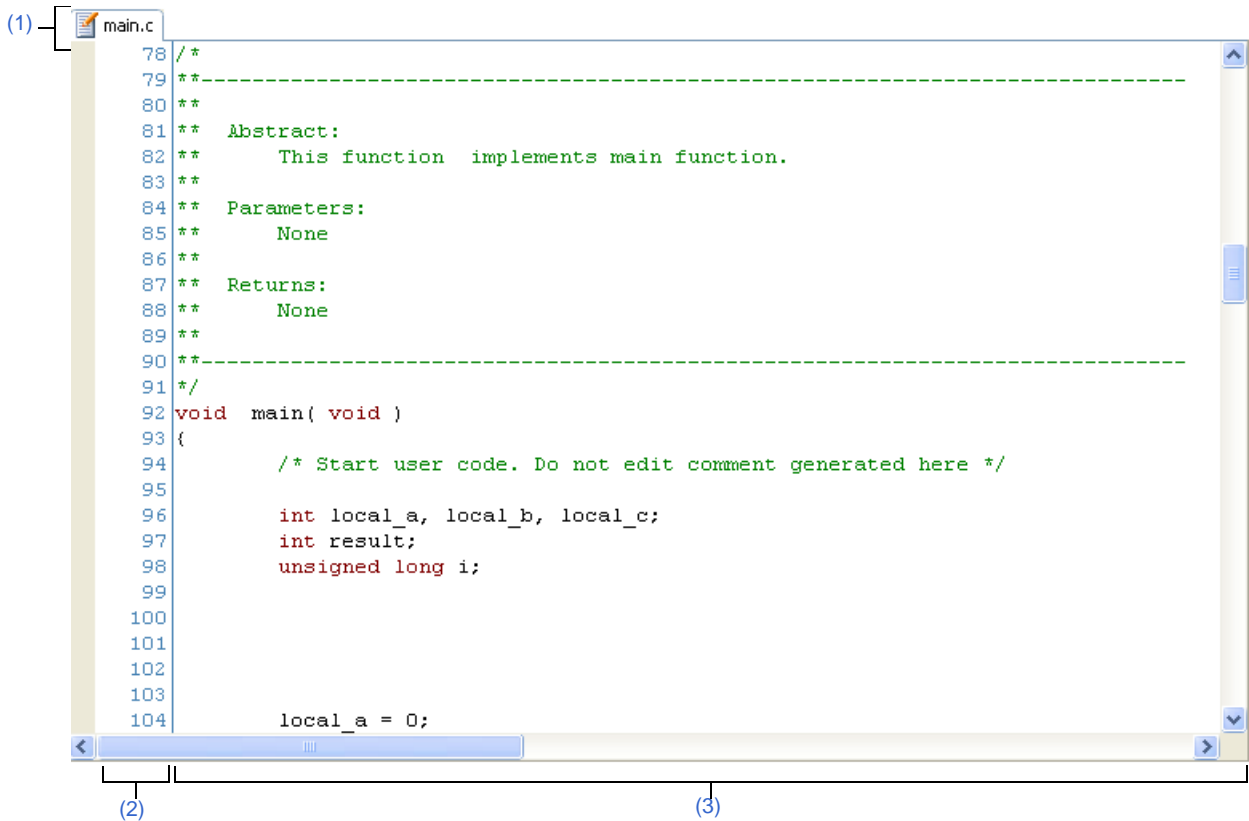 (1)
main.c
78 /*
79 **-----------------------------------------------------------------------------
80 **
81 **  Abstract:
82 **      This function  implements main function.
83 **
84 **  Parameters:
85 **      None
86 **
87 **  Returns:
88 **      None
89 **
90 **-----------------------------------------------------------------------------
91 */
92 void  main( void )
93 {
94         /* Start user code. Do not edit comment generated here */
95
96         int local_a, local_b, local_c;
97         int result;
98         unsigned long i;
99
100
101
102
103
104         local_a = 0;
(2)
(3)